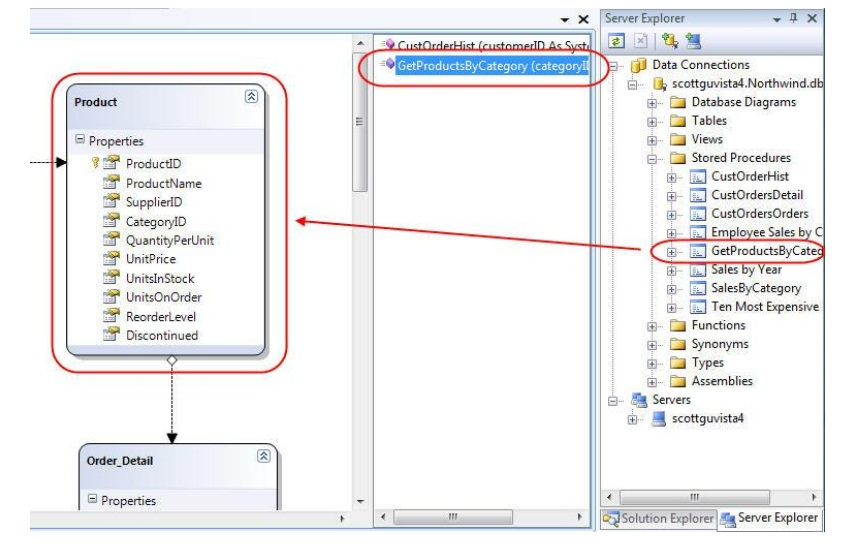 Product
Properties
ProductID
ProductName
SupplierID
CategoryID
QuantityPerUnit
UnitPrice
UnitsInStock
UnitsOnOrder
ReorderLevel
Discontinued
Order_Detail
Properties
CustOrderHist (customerID As Syst
GetProductsByCategory (categoryI
Server Explorer
Data Connections
scottguvista4.Northwind.db
Database Diagrams
Tables
Views
Stored Procedures
CustOrderHist
CustOrdersDetail
CustOrdersOrders
Employee Sales by C
GetProductsByCateg
Sales by Year
SalesByCategory
Ten Most Expensive
Functions
Synonyms
Types
Assemblies
Servers
scottguvista4
Solution Explorer Server Explorer